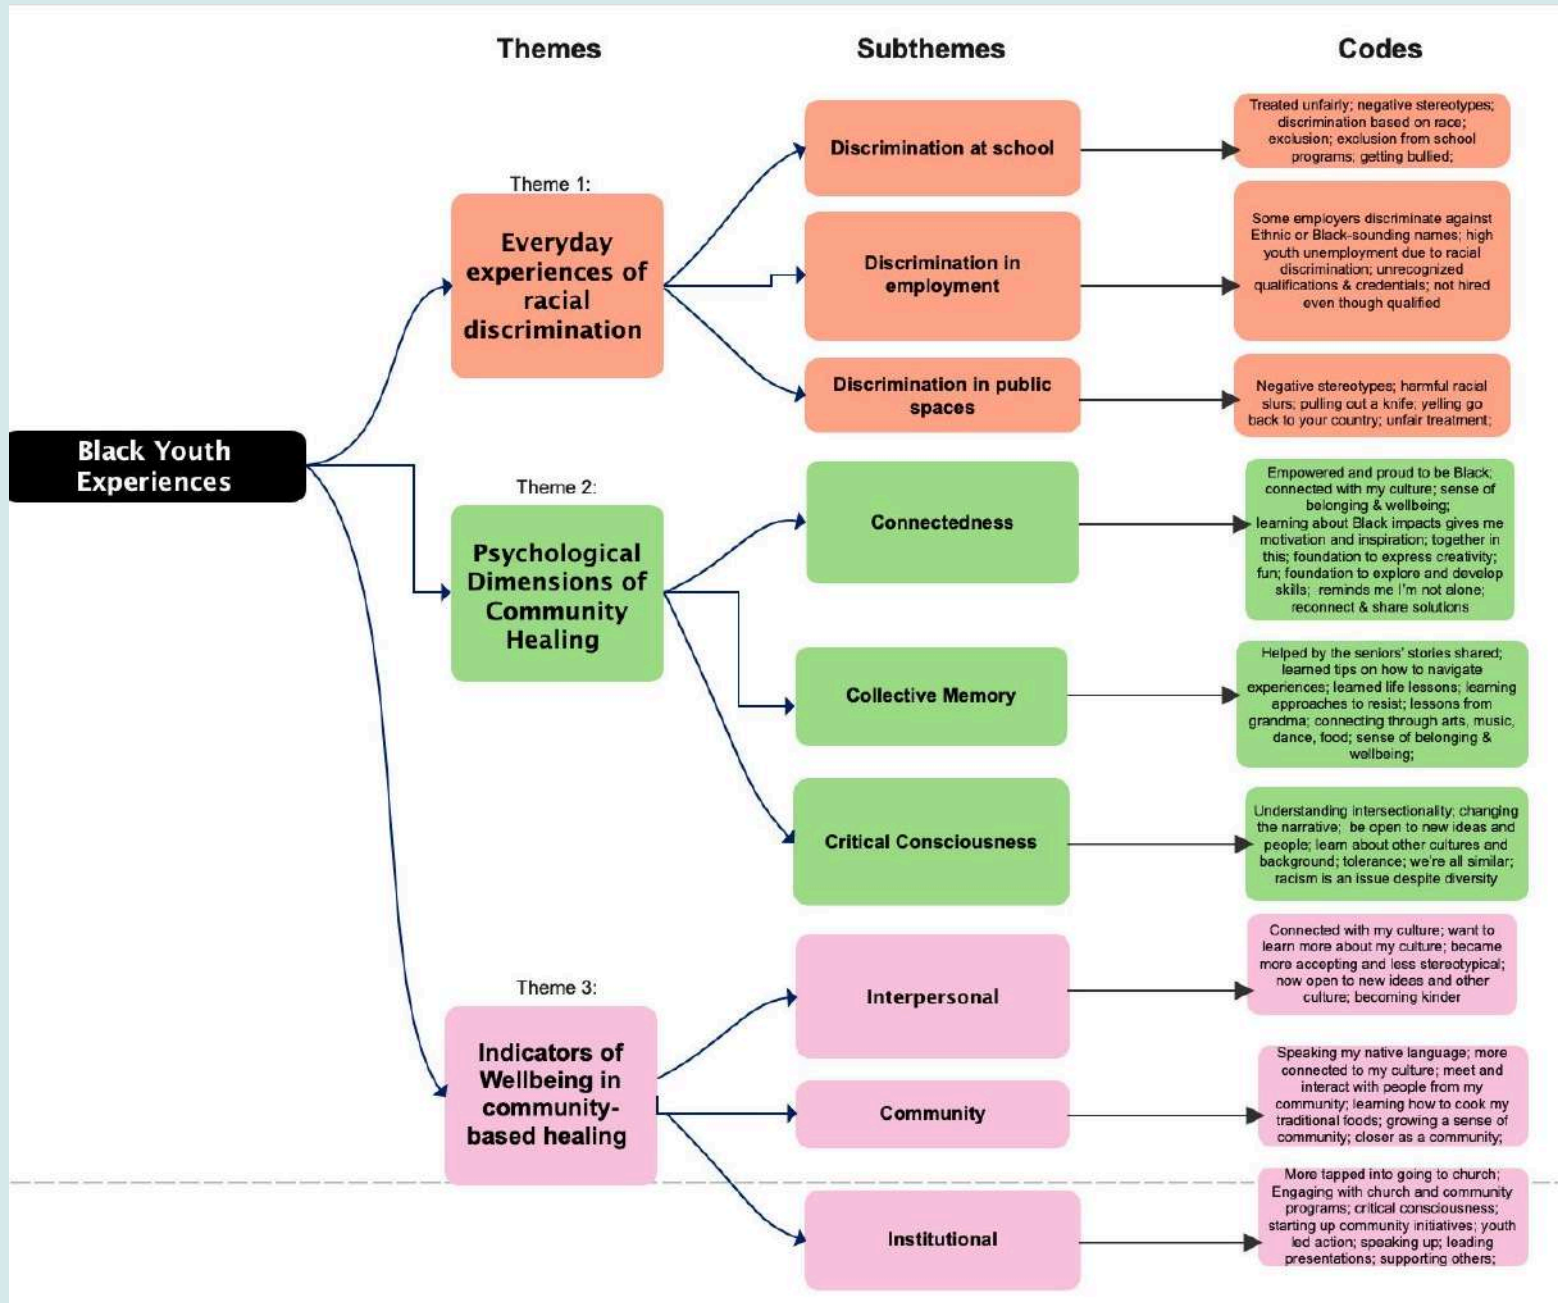 Themes
Subthemes
Codes
Black Youth
Experiences
Theme 1:
Everyday
experiences of
racial
discrimination
Discrimination at school
Treated unfairly; negative stereotypes;
discrimination based on race;
exclusion; exclusion from school
programs; getting bullied;
Discrimination in
employment
Some employers discriminate against
Ethnic or Black-sounding names; high
youth unemployment due to racial
discrimination; unrecognized
qualifications & credentials; not hired
even though qualified
Discrimination in public
spaces
Negative stereotypes; harmful racial
slurs; pulling out a knife; yelling go
back to your country; unfair treatment;
Theme 2:
Psychological
Dimensions of
Community
Healing
Connectedness
Empowered and proud to be Black;
connected with my culture; sense of
belonging & wellbeing;
learning about Black impacts gives me
motivation and inspiration; together in
this; foundation to express creativity;
fun; foundation to explore and develop
skills; reminds me I'm not alone;
reconnect & share solutions
Collective Memory
Helped by the seniors' stories shared;
learned tips on how to navigate
experiences; learned life lessons; learning
approaches to resist; lessons from
grandma; connecting through arts, music,
dance, food; sense of belonging &
wellbeing;
Critical Consciousness
Understanding intersectionality; changing
the narrative; be open to new ideas and
people; learn about other cultures and
background; tolerance; we're all similar;
racism is an issue despite diversity
Theme 3:
Indicators of
Wellbeing in
community-
based healing
Interpersonal
Connected with my culture; want to
learn more about my culture; became
more accepting and less stereotypical;
now open to new ideas and other
culture; becoming kinder
Community
Speaking my native language; more
connected to my culture; meet and
interact with people from my
community; learning how to cook my
traditional foods; growing a sense of
community; closer as a community;
Institutional
More tapped into going to church;
Engaging with church and community
programs; critical consciousness;
starting up community initiatives; youth
led action; speaking up; leading
presentations; supporting others;